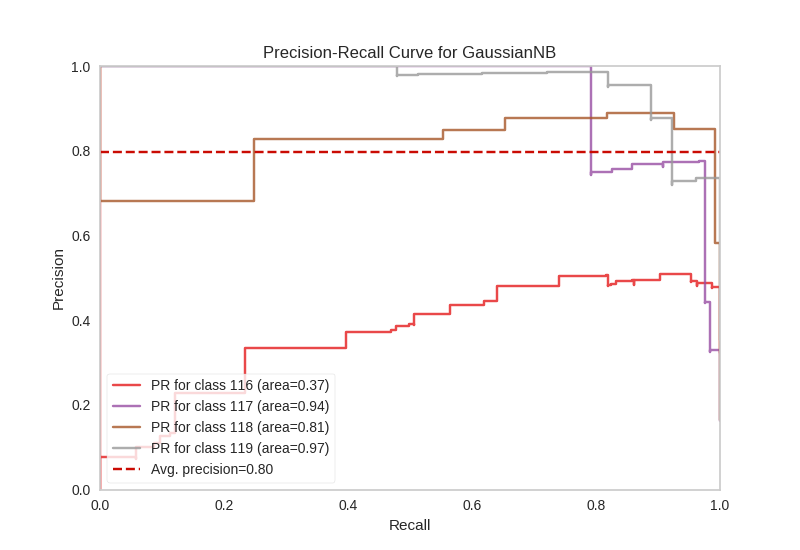 Precision-Recall Curve for GaussianNB
1.0
0.8
0.6
0.4
0.2
0.0
Precision
PR for class 116 (area=0.37)
PR for class 117 (area=0.94)
PR for class 118 (area=0.81)
PR for class 119 (area=0.97)
Avg. precision=0.80
0.0 0.2 0.4 0.6 0.8 1.0
Recall